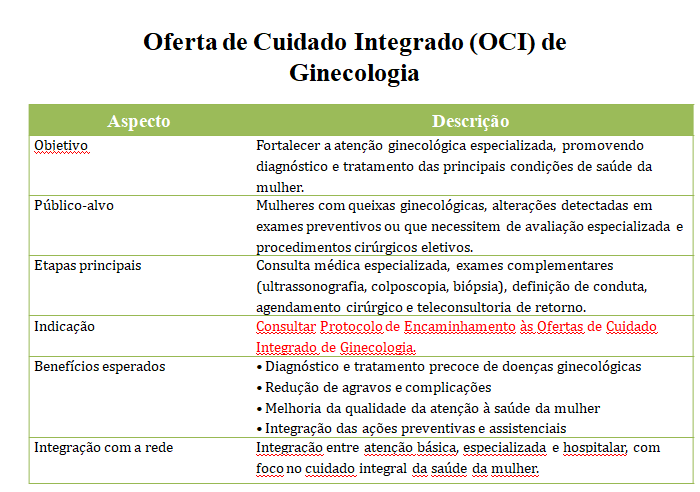 Oferta de Cuidado Integrado (OCI) de
Ginecologia
Aspecto Descrição
Objetivo Fortalecer a atenção ginecológica especializada, promovendo
diagnóstico e tratamento das principais condições de saúde da
mulher.
Público-alvo Mulheres com queixas ginecológicas, alterações detectadas em
exames preventivos ou que necessitem de avaliação especializada e
procedimentos cirúrgicos eletivos.
Etapas principais Consulta médica especializada, exames complementares
(ultrassonografia, colposcopia, biópsia), definição de conduta,
agendamento cirúrgico e teleconsultoria de retorno.
Indicação Consultar Protocolo de Encaminhamento às Ofertas de Cuidado
Integrado de Ginecologia.
Benefícios esperados • Diagnóstico e tratamento precoce de doenças ginecológicas
• Redução de agravos e complicações
• Melhoria da qualidade da atenção à saúde da mulher
• Integração das ações preventivas e assistenciais
Integração com a rede Integração entre atenção básica, especializada e hospitalar, com
foco no cuidado integral da saúde da mulher.